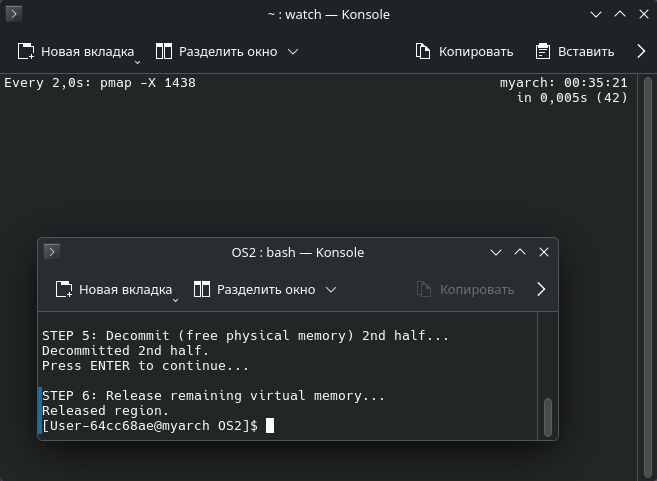 ~ : watch — Konsole
Новая вкладка Разделить окно Копировать Вставить
Every 2,0s: pmap -X 1438 myarch: 00:35:21
in 0,005s (42)
OS2 : bash — Konsole
Новая вкладка Разделить окно Копировать
STEP 5: Decommit (free physical memory) 2nd half...
Decommitted 2nd half.
Press ENTER to continue...
STEP 6: Release remaining virtual memory...
Released region.
[User-64cc68ae@myarch OS2]$